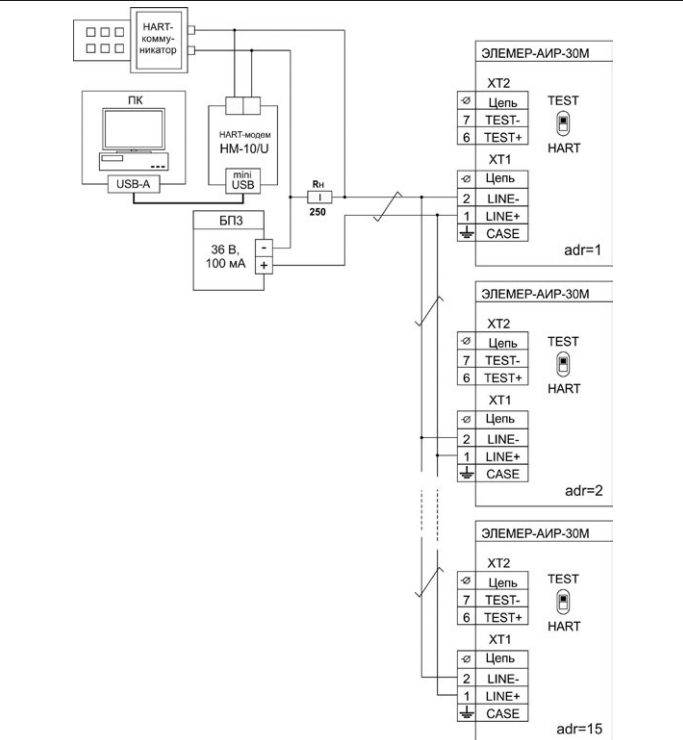 HART-
комму-
никатор
ПК
USB-A
HART-модем
HM-10/U
mini
USB
БП3
36 В,
100 мА
-
+
Rн
250
ЭЛЕМЕР-АИР-30М
XT2
Цепь
7 TEST-
6 TEST+
TEST
HART
XT1
Цепь
2 LINE-
1 LINE+
CASE
adr=1
ЭЛЕМЕР-АИР-30М
XT2
Цепь
7 TEST-
6 TEST+
TEST
HART
XT1
Цепь
2 LINE-
1 LINE+
CASE
adr=2
ЭЛЕМЕР-АИР-30М
XT2
Цепь
7 TEST-
6 TEST+
TEST
HART
XT1
Цепь
2 LINE-
1 LINE+
CASE
adr=15